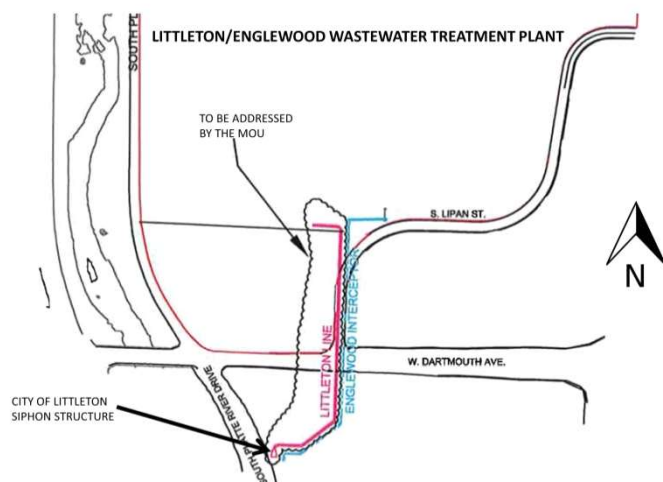 LITTLETON/ENGLEWOOD WASTEWATER TREATMENT PLANT
SOUTH PL
TO BE ADDRESSED
BY THE MOU
S. LIPAN ST.
N
LITTLETON LINE
ENGLEWOOD INTERCEPTOR
W. DARTMOUTH AVE.
CITY OF LITTLETON
SIPHON STRUCTURE
SOUTH PLATTE RIVER DRIVE